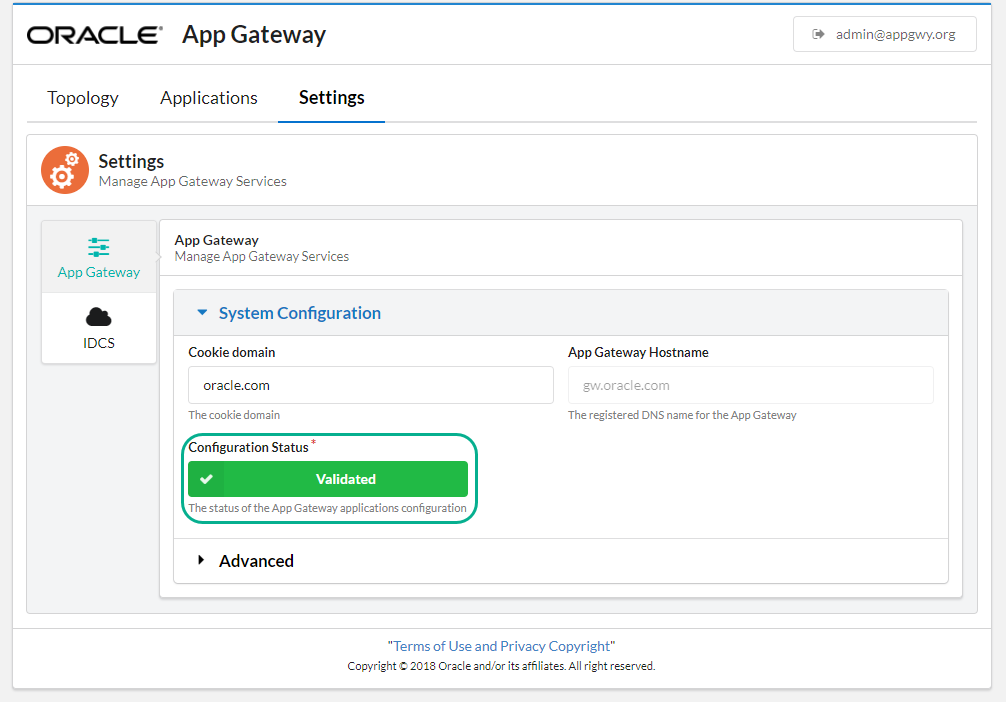 ORACLE® App Gateway
admin@appgwy.org
Topology Applications Settings
Settings
Manage App Gateway Services
App Gateway
IDCS
App Gateway
Manage App Gateway Services
System Configuration
Cookie domain
oracle.com
The cookie domain
App Gateway Hostname
gw.oracle.com
The registered DNS name for the App Gateway
Configuration Status*
Validated
The status of the App Gateway applications configuration
Advanced
"Terms of Use and Privacy Copyright"
Copyright © 2018 Oracle and/or its affiliates. All right reserved.